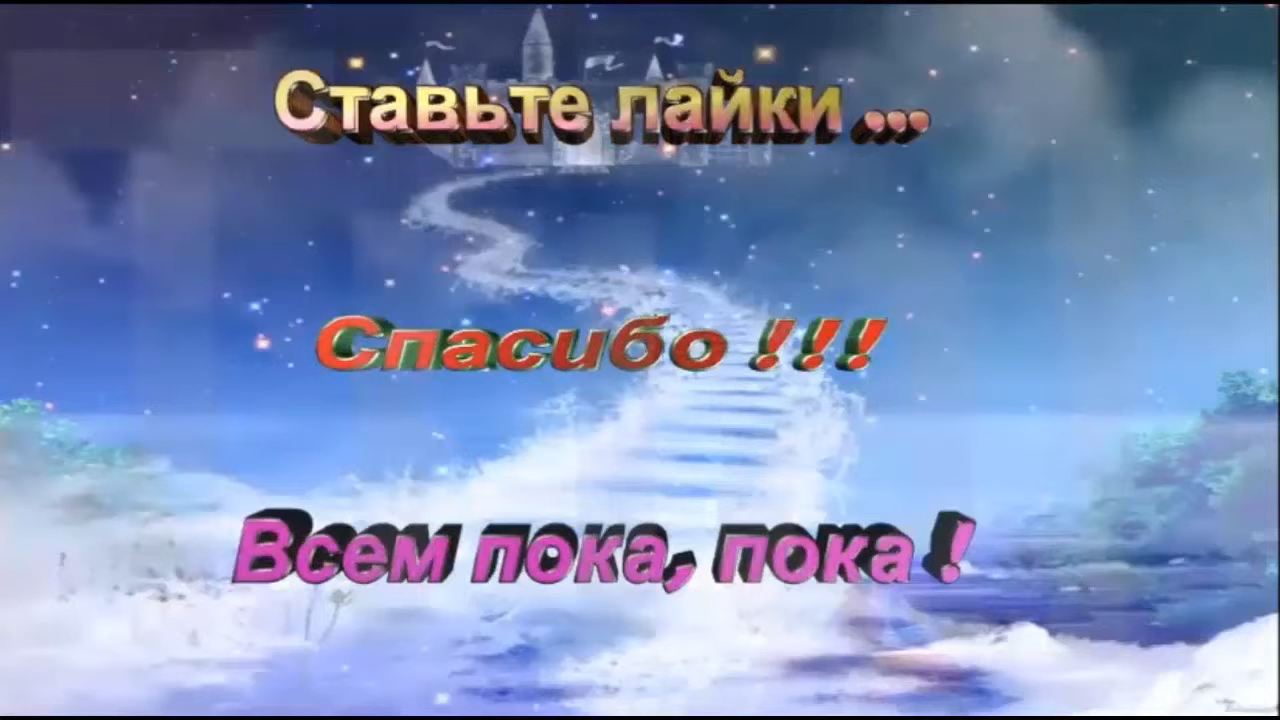 Ставьте лайки ...
Спасибо !!!
Всем пока, пока !